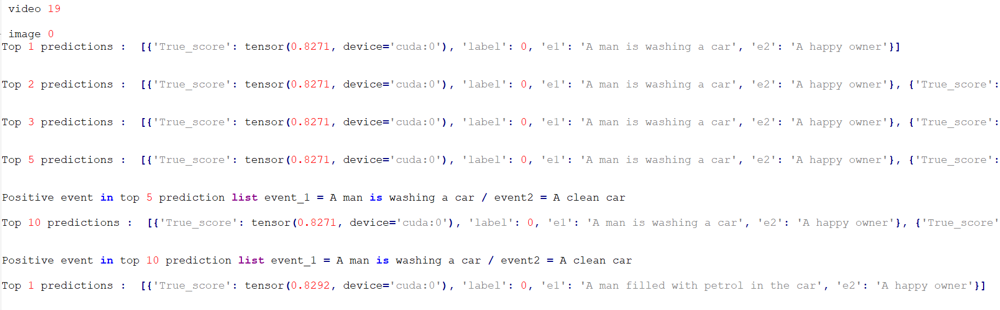 video 19
image 0
Top 1 predictions :  [{'True_score': tensor(0.8271, device='cuda:0'), 'label': 0, 'e1': 'A man is washing a car', 'e2': 'A happy owner'}]
Top 2 predictions :  [{'True_score': tensor(0.8271, device='cuda:0'), 'label': 0, 'e1': 'A man is washing a car', 'e2': 'A happy owner'}, {'True_score':
Top 3 predictions :  [{'True_score': tensor(0.8271, device='cuda:0'), 'label': 0, 'e1': 'A man is washing a car', 'e2': 'A happy owner'}, {'True_score':
Top 5 predictions :  [{'True_score': tensor(0.8271, device='cuda:0'), 'label': 0, 'e1': 'A man is washing a car', 'e2': 'A happy owner'}, {'True_score':
Positive event in top 5 prediction list event_1 = A man is washing a car / event2 = A clean car
Top 10 predictions :  [{'True_score': tensor(0.8271, device='cuda:0'), 'label': 0, 'e1': 'A man is washing a car', 'e2': 'A happy owner'}, {'True_score'
Positive event in top 10 prediction list event_1 = A man is washing a car / event2 = A clean car
Top 1 predictions :  [{'True_score': tensor(0.8292, device='cuda:0'), 'label': 0, 'e1': 'A man filled with petrol in the car', 'e2': 'A happy owner'}]